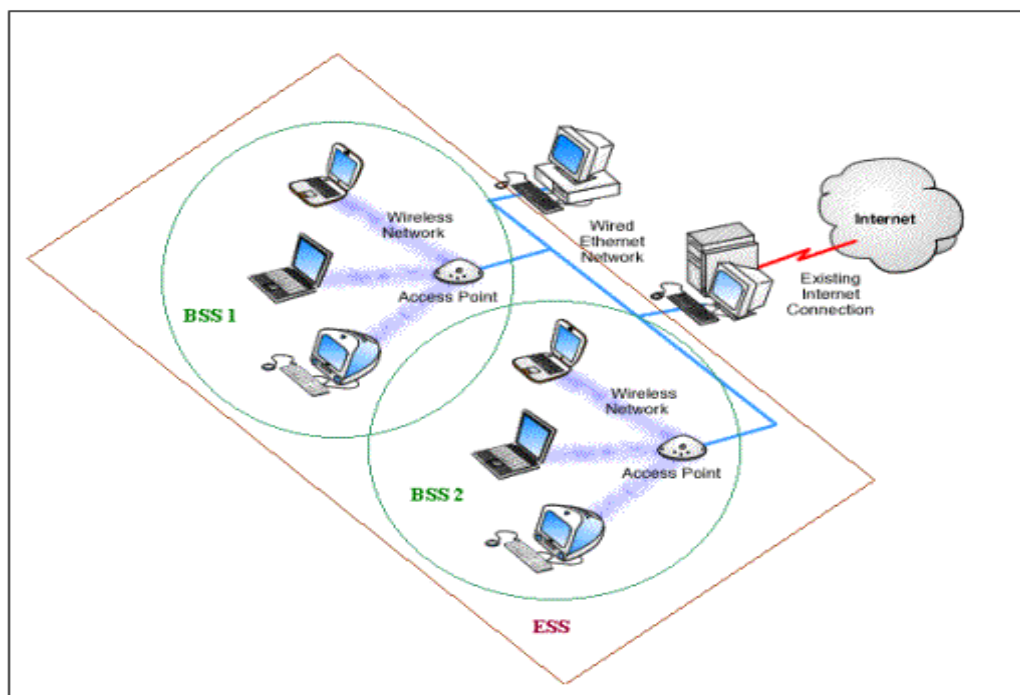 Wireless
Network
Access Point
BSS 1
Wired
Ethernet
Network
Internet
Existing
Internet
Connection
Wireless
Network
Access Point
BSS 2
ESS